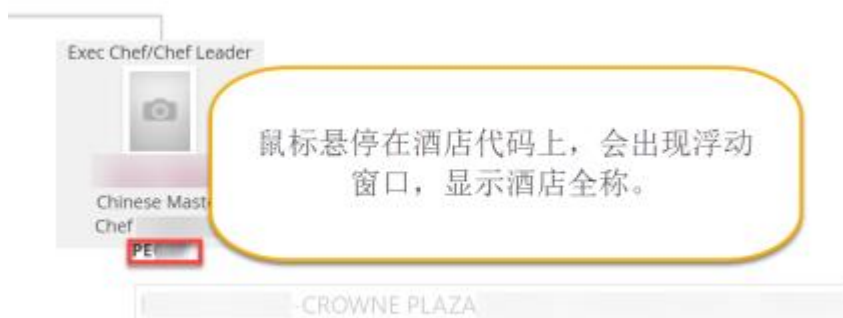 Exec Chef/Chef Leader
鼠标悬停在酒店代码上，会出现浮动
窗口，显示酒店全称。
Chinese
Chef
-CROWNE PLAZA